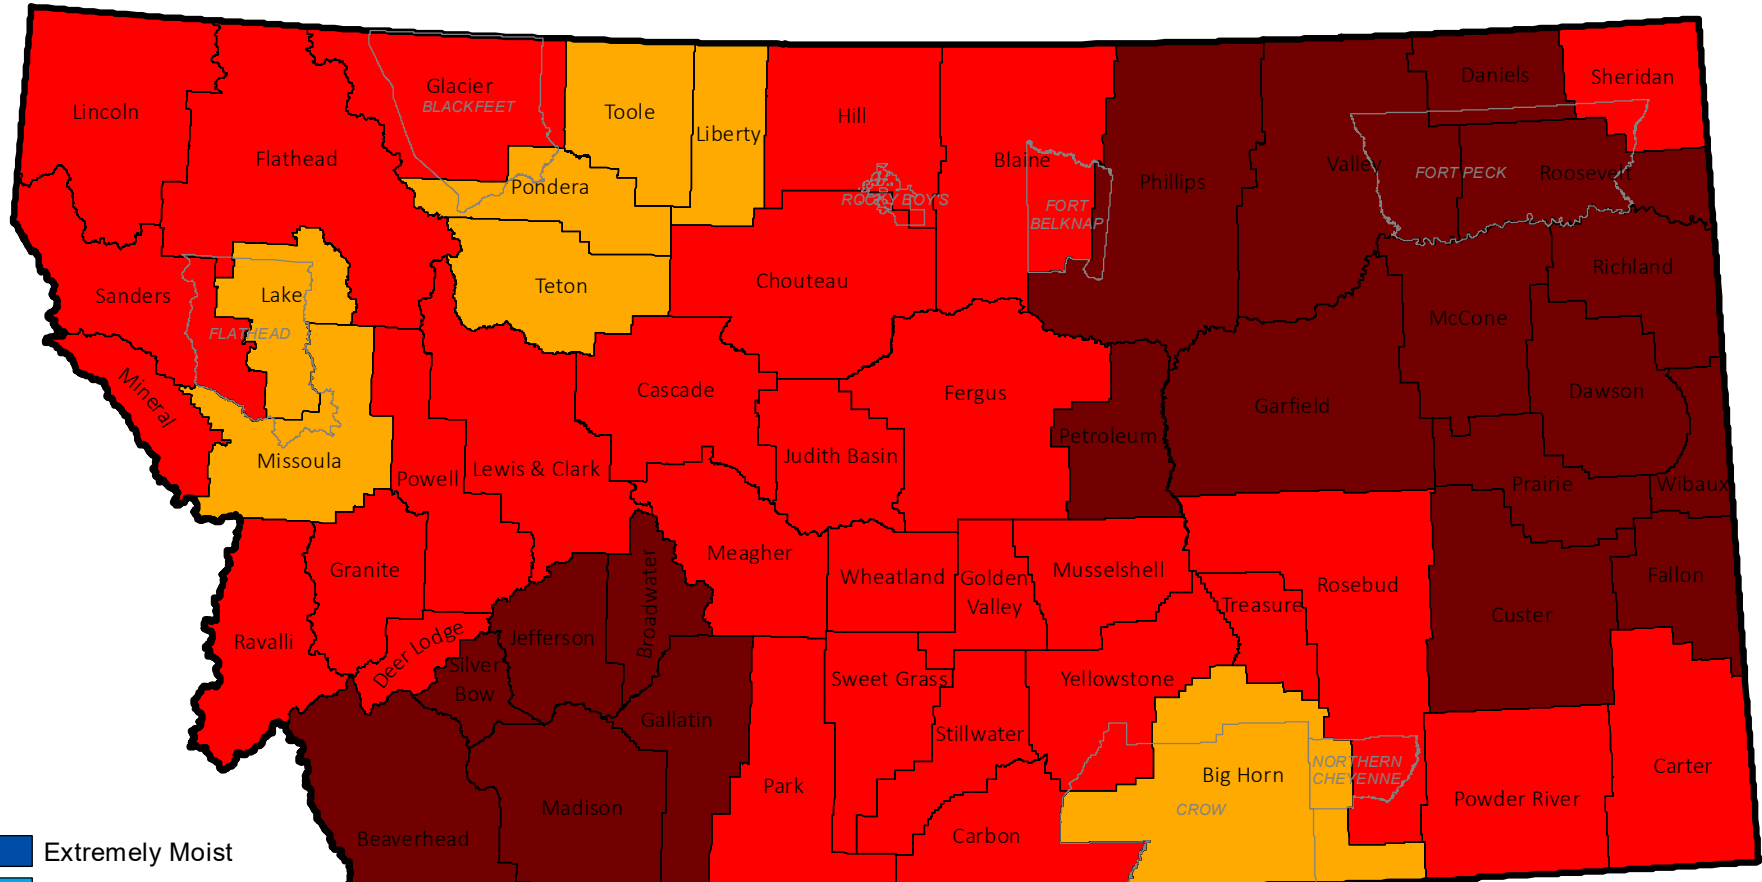 Lincoln
Flathead
Glacier
BLACKFEET
Toole
Liberty
Pondera
Hill
Blaine
ROCKY BOY'S
FORT
BELKNAP
Phillips
Valley
Daniels
Sheridan
FORT PECK
Roosevelt
Sanders
Lake
FLATHEAD
Teton
Chouteau
Richland
McCone
Mineral
Missoula
Powell
Lewis & Clark
Cascade
Judith Basin
Fergus
Petroleum
Garfield
Dawson
Prairie
Wibaux
Granite
Ravalli
Deer Lodge
Silver
Bow
Jefferson
Broadwater
Meagher
Wheatland
Golden
Valley
Musselshell
Treasure
Rosebud
Custer
Fallon
Gallatin
Sweet Grass
Yellowstone
Stillwater
Beaverhead
Madison
Park
Carbon
Big Horn
CROW
NORTHERN
CHEYENNE
Powder River
Carter
Extremely Moist